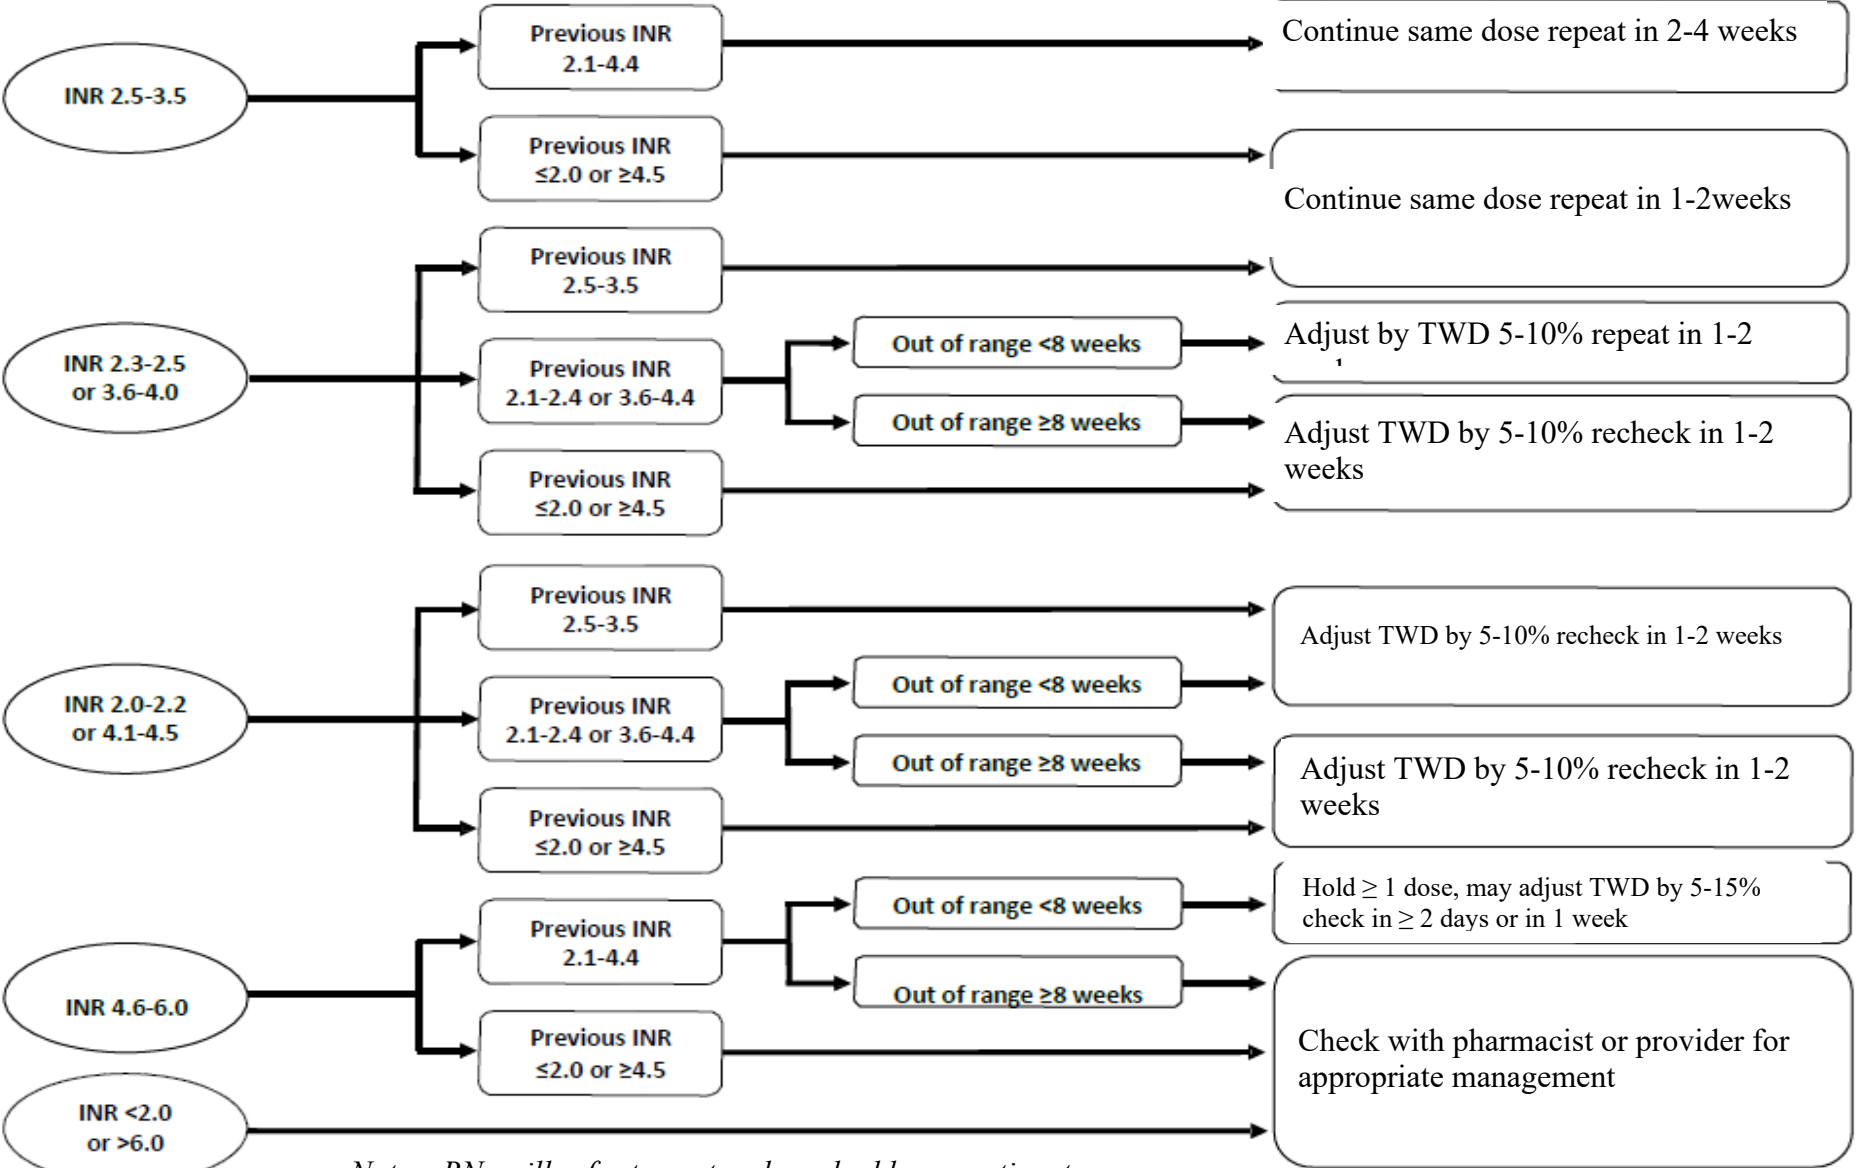 INR 2.5-3.5
Previous INR
2.1-4.4
Continue same dose repeat in 2-4 weeks
Previous INR
≤2.0 or ≥4.5
Continue same dose repeat in 1-2weeks
INR 2.3-2.5
or 3.6-4.0
Previous INR
2.5-3.5
Previous INR
2.1-2.4 or 3.6-4.4
Out of range <8 weeks
Adjust by TWD 5-10% repeat in 1-2
Out of range ≥8 weeks
Adjust TWD by 5-10% recheck in 1-2
weeks
Previous INR
≤2.0 or ≥4.5
INR 2.0-2.2
or 4.1-4.5
Previous INR
2.5-3.5
Adjust TWD by 5-10% recheck in 1-2 weeks
Previous INR
2.1-2.4 or 3.6-4.4
Out of range <8 weeks
Out of range ≥8 weeks
Adjust TWD by 5-10% recheck in 1-2
weeks
Previous INR
≤2.0 or ≥4.5
INR 4.6-6.0
Previous INR
2.1-4.4
Out of range <8 weeks
Hold ≥ 1 dose, may adjust TWD by 5-15%
check in ≥ 2 days or in 1 week
Out of range ≥8 weeks
Previous INR
≤2.0 or ≥4.5
Check with pharmacist or provider for
appropriate management
INR <2.0
or >6.0